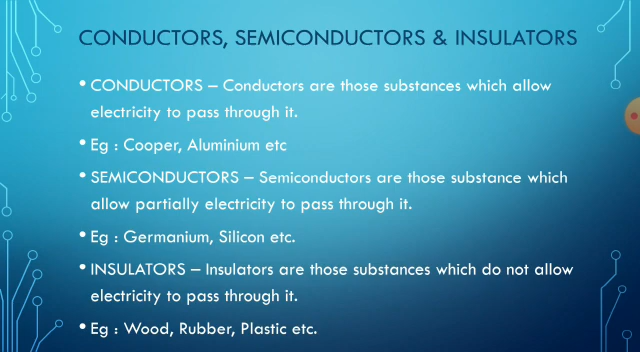 CONDUCTORS, SEMICONDUCTORS & INSULATORS
• CONDUCTORS – Conductors are those substances which allow
electricity to pass through it.
• Eg : Cooper, Aluminium etc
• SEMICONDUCTORS – Semiconductors are those substance which
allow partially electricity to pass through it.
• Eg : Germanium, Silicon etc.
• INSULATORS – Insulators are those substances which do not allow
electricity to pass through it.
• Eg : Wood, Rubber, Plastic etc.